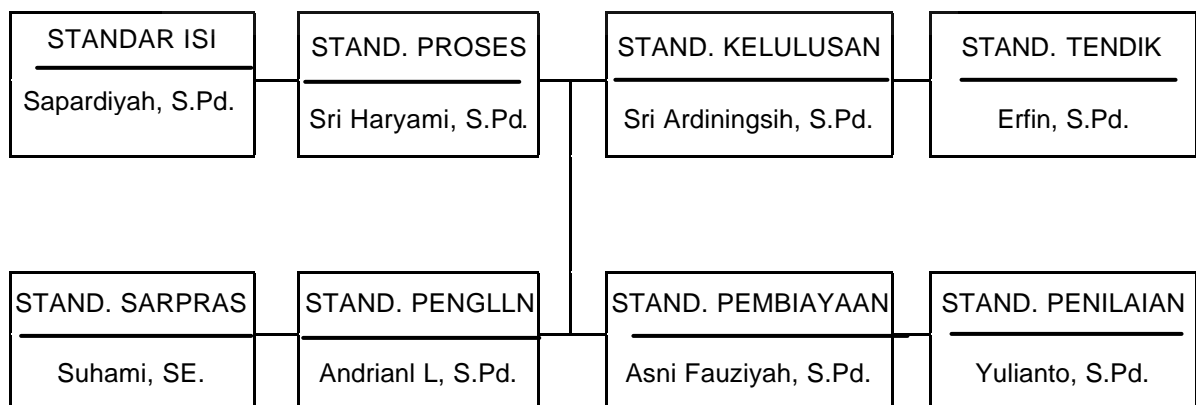 STANDAR ISI
Sapardiyah, S.Pd.
STAND. PROSES
Sri Haryami, S.Pd.
STAND. KELULUSAN
Sri Ardiningsih, S.Pd.
STAND. TENDIK
Erfin, S.Pd.
STAND. SARPRAS
Suhami, SE.
STAND. PENGLLN
Andrianl L, S.Pd.
STAND. PEMBIAYAAN
Asni Fauziyah, S.Pd.
STAND. PENILAIAN
Yulianto, S.Pd.